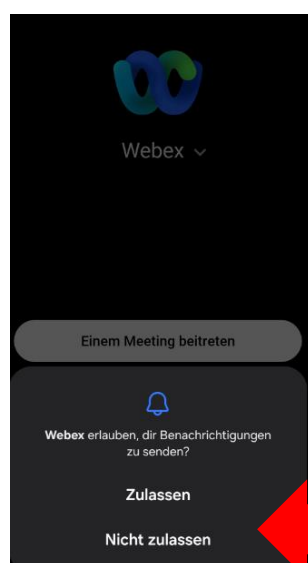 Webex
Einem Meeting beitreten
Webex erlauben, dir Benachrichtigungen
zu senden?
Zulassen
Nicht zulassen